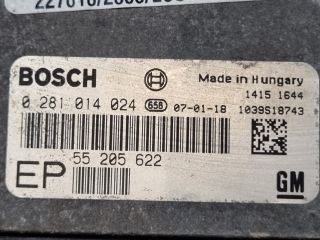 BOSCH Made in Hungary
1415 1644
0 281 014 024 658 07-01-18 1039S18743
EP 55 205 622
GM